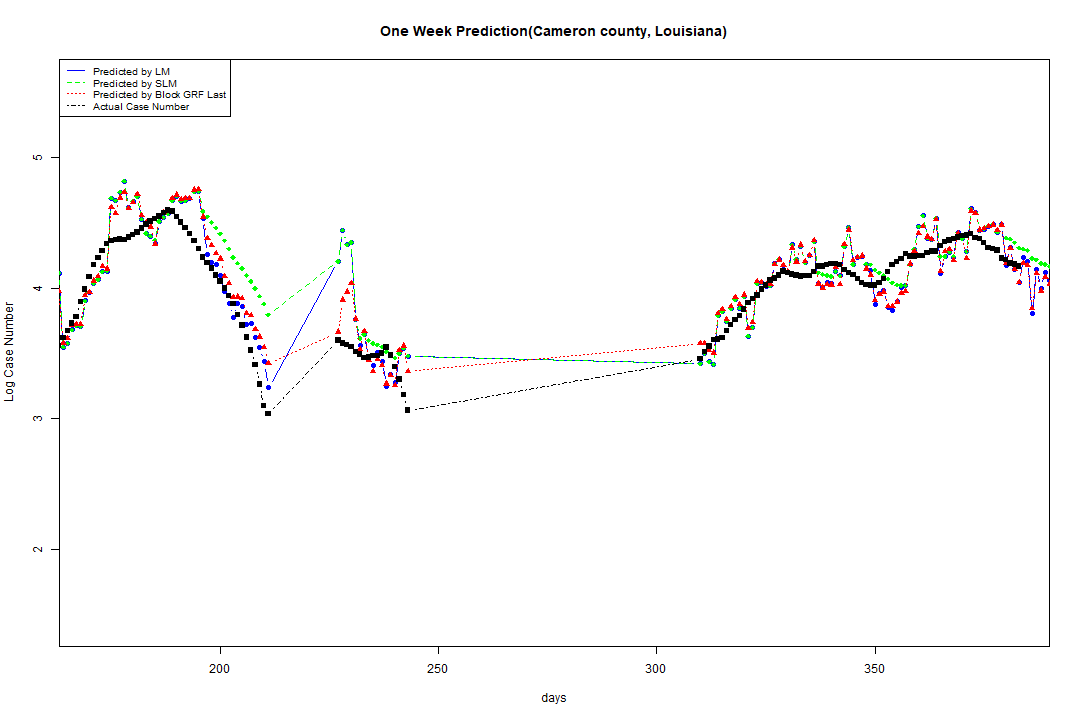 One Week Prediction(Cameron county, Louisiana)
Predicted by LM
Predicted by SLM
Predicted by Block GRF Last
Actual Case Number
5
4
3
2
Log Case Number
200 250 300 350
days